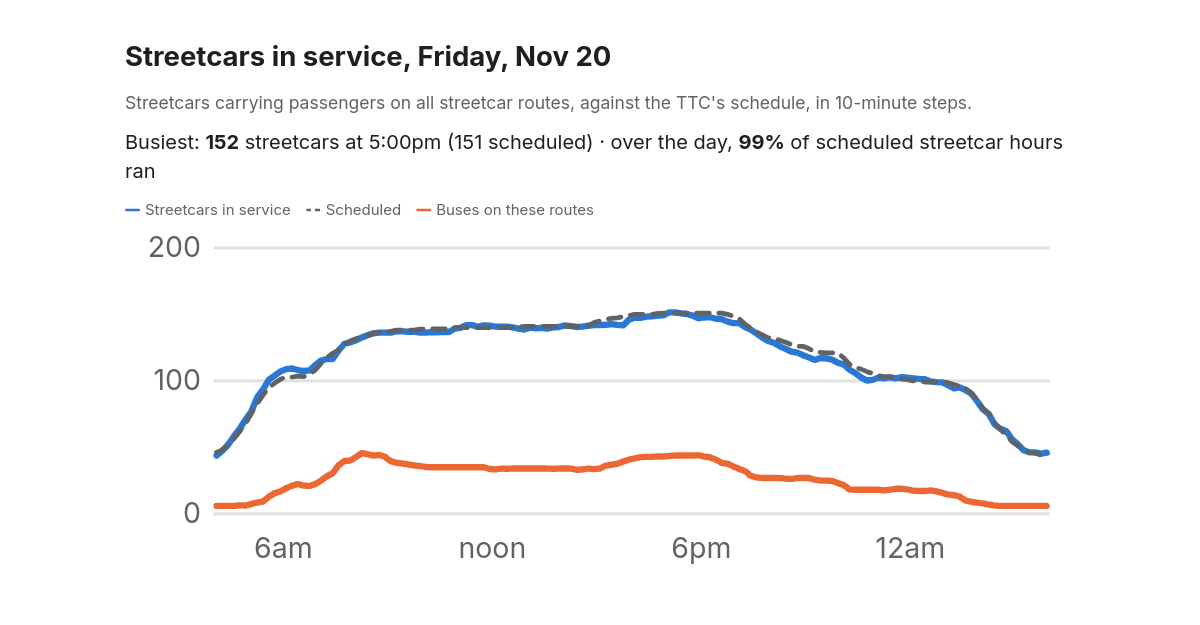 Streetcars in service, Friday, Nov 20
Streetcars carrying passengers on all streetcar routes, against the TTC's schedule, in 10-minute steps.
Busiest: 152 streetcars at 5:00pm (151 scheduled) · over the day, 99% of scheduled streetcar hours
ran
Streetcars in service Scheduled Buses on these routes
200
100
0
6am noon 6pm 12am